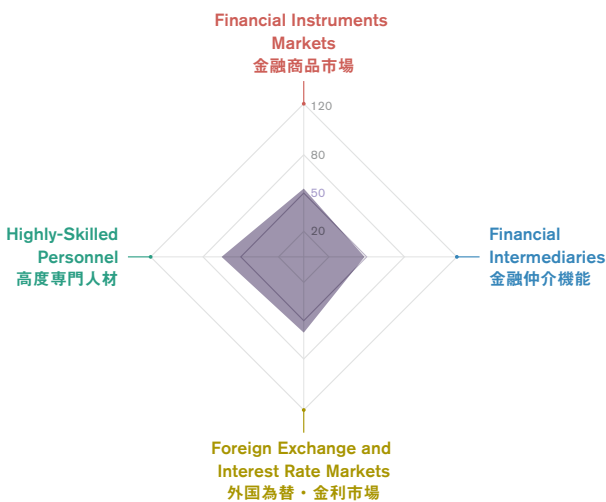 Financial Instruments
Markets
金融商品市場
120
80
50
20
Highly-Skilled
Personnel
高度専門人材
Financial
Intermediaries
金融仲介機能
Foreign Exchange and
Interest Rate Markets
外国為替・金利市場